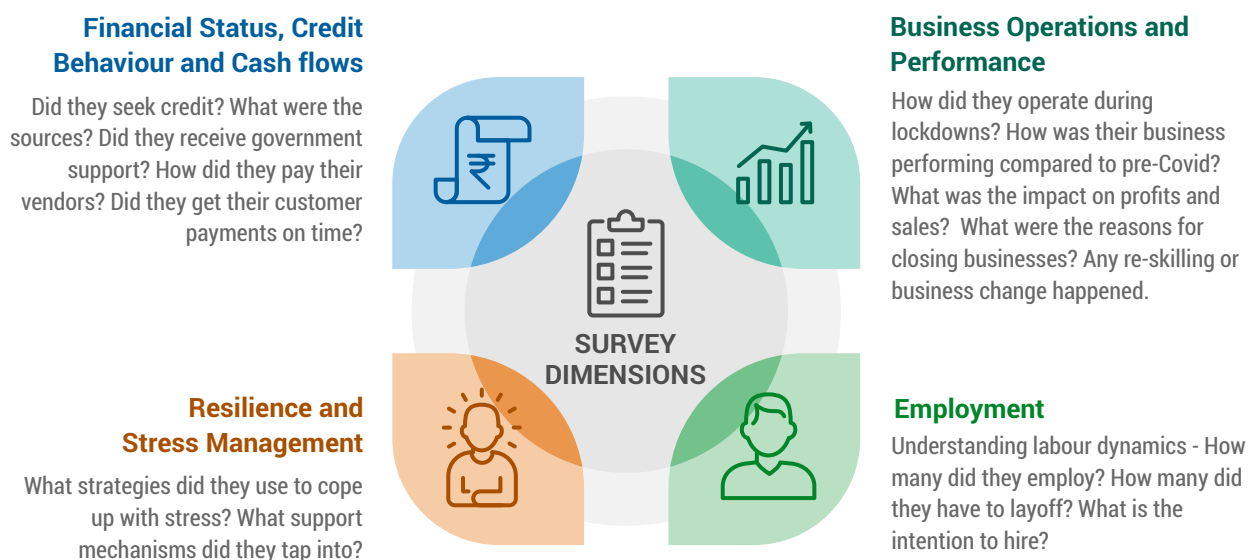 Financial Status, Credit
Behaviour and Cash flows
Did they seek credit? What were the
sources? Did they receive government
support? How did they pay their
vendors? Did they get their customer
payments on time?
Business Operations and
Performance
How did they operate during
lockdowns? How was their business
performing compared to pre-Covid?
What was the impact on profits and
sales?  What were the reasons for
closing businesses? Any re-skilling or
business change happened.
₹
SURVEY
DIMENSIONS
Resilience and
Stress Management
What strategies did they use to cope
up with stress? What support
mechanisms did they tap into?
Employment
Understanding labour dynamics - How
many did they employ? How many did
they have to layoff? What is the
intention to hire?